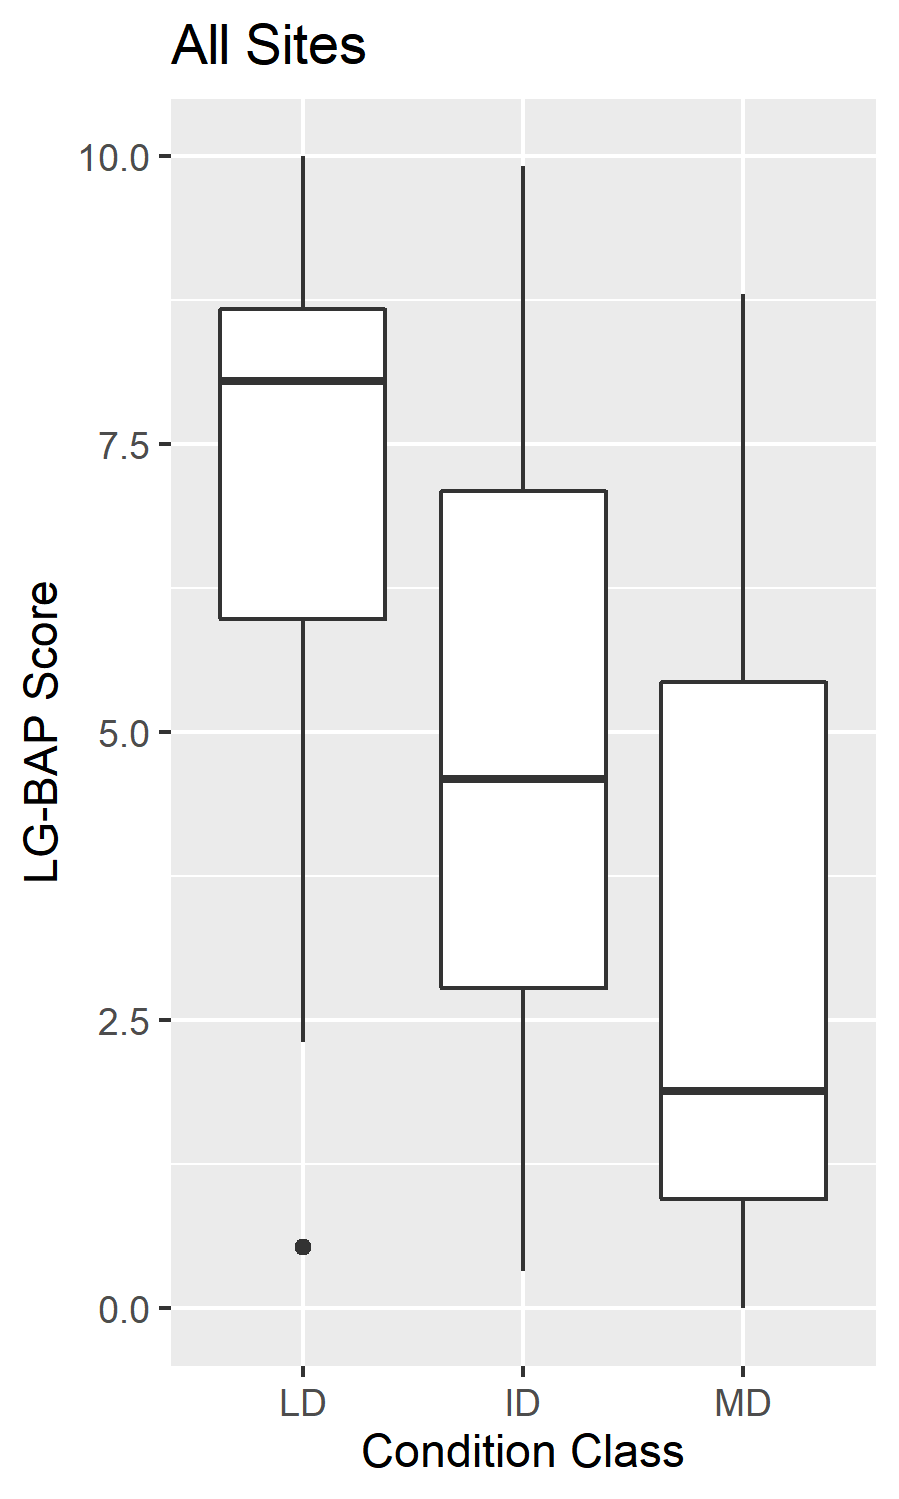 All Sites
10.0
7.5
5.0
2.5
0.0
LG-BAP Score
LD ID MD
Condition Class